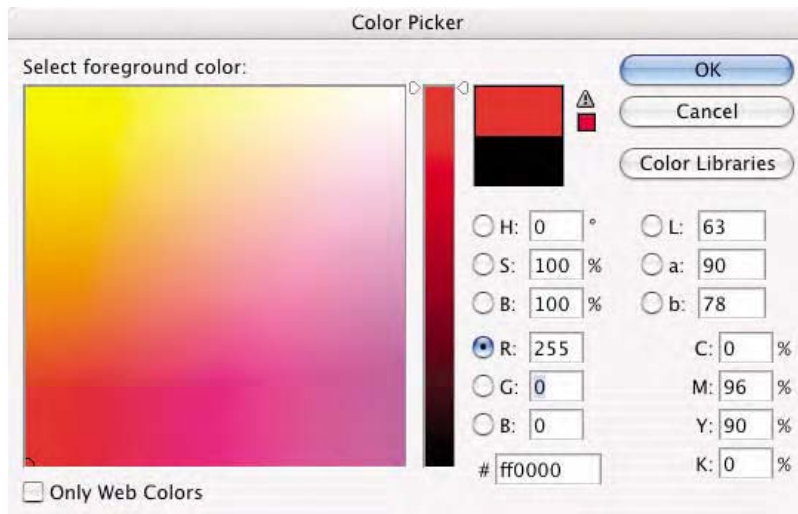 Color Picker
Select foreground color:
OK
Cancel
Color Libraries
H: 0 °
S: 100 %
B: 100 %
R: 255
G: 0
B: 0
# ff0000
L: 63
a: 90
b: 78
C: 0 %
M: 96 %
Y: 90 %
K: 0 %
Only Web Colors